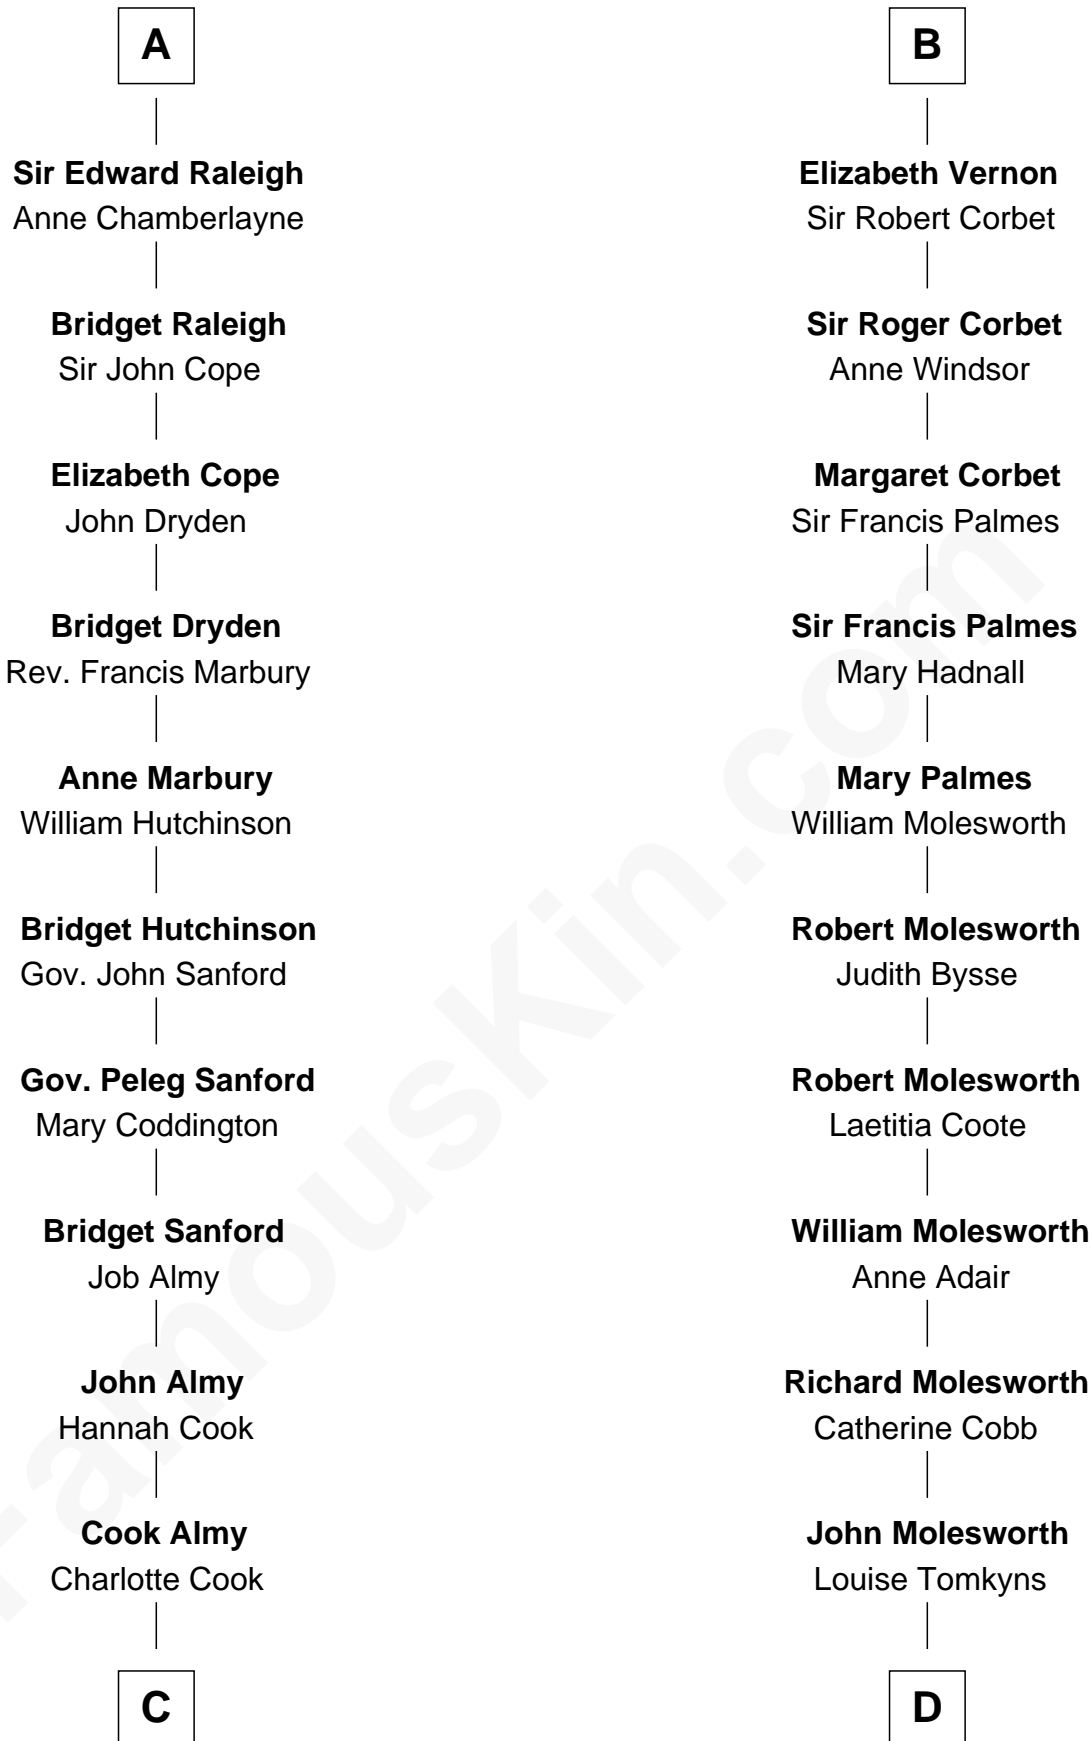 A
Sir Edward Raleigh
Anne Chamberlayne
Bridget Raleigh
Sir John Cope
Elizabeth Cope
John Dryden
Bridget Dryden
Rev. Francis Marbury
Anne Marbury
William Hutchinson
Bridget Hutchinson
Gov. John Sanford
Gov. Peleg Sanford
Mary Coddington
Bridget Sanford
Job Almy
John Almy
Hannah Cook
Cook Almy
Charlotte Cook
C
B
Elizabeth Vernon
Sir Robert Corbet
Sir Roger Corbet
Anne Windsor
Margaret Corbet
Sir Francis Palmes
Sir Francis Palmes
Mary Hadnall
Mary Palmes
William Molesworth
Robert Molesworth
Judith Bysse
Robert Molesworth
Laetitia Coote
William Molesworth
Anne Adair
Richard Molesworth
Catherine Cobb
John Molesworth
Louise Tomkyns
D
FamousKin.com